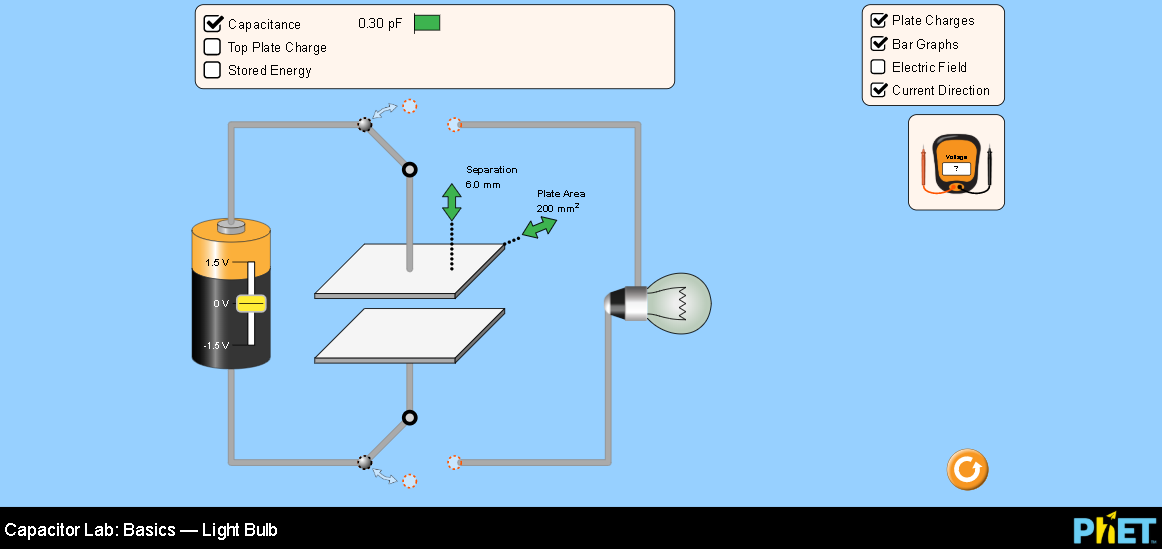 Capacitance 0.30 pF
Top Plate Charge
Stored Energy
Plate Charges
Bar Graphs
Electric Field
Current Direction
Voltage
?
Separation
6.0 mm
Plate Area
200 mm²
1.5 V
0 V
-1.5 V
Capacitor Lab: Basics — Light Bulb
PhET